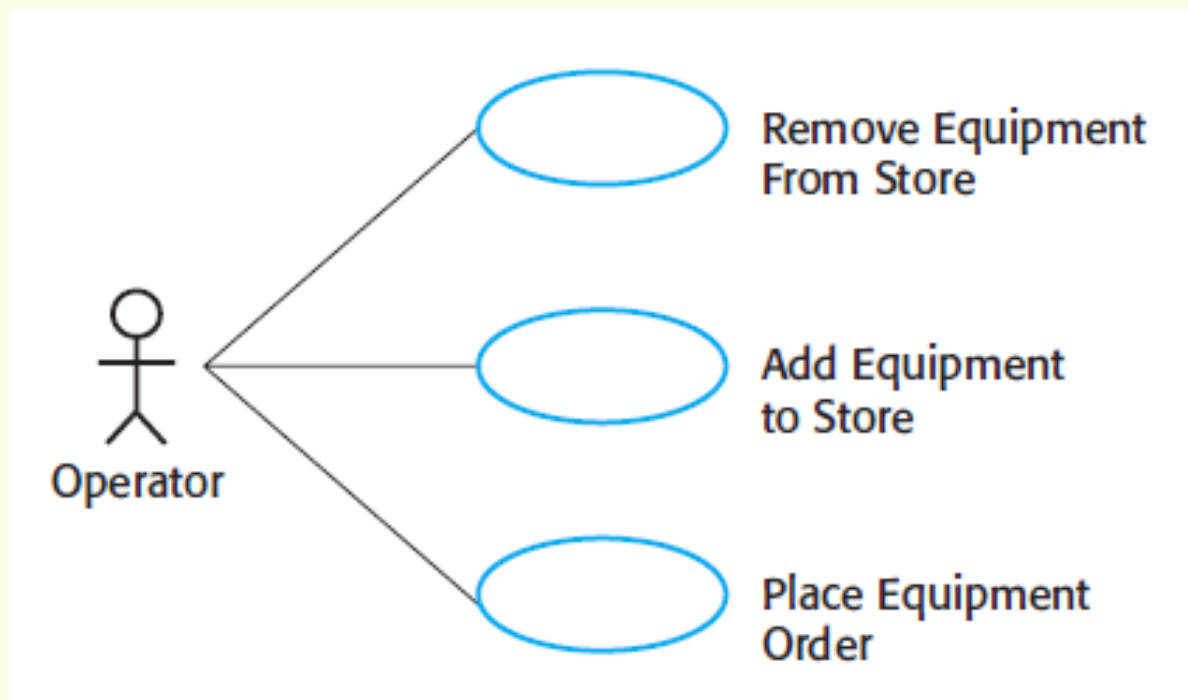 Remove Equipment
From Store
Add Equipment
to Store
Operator
Place Equipment
Order